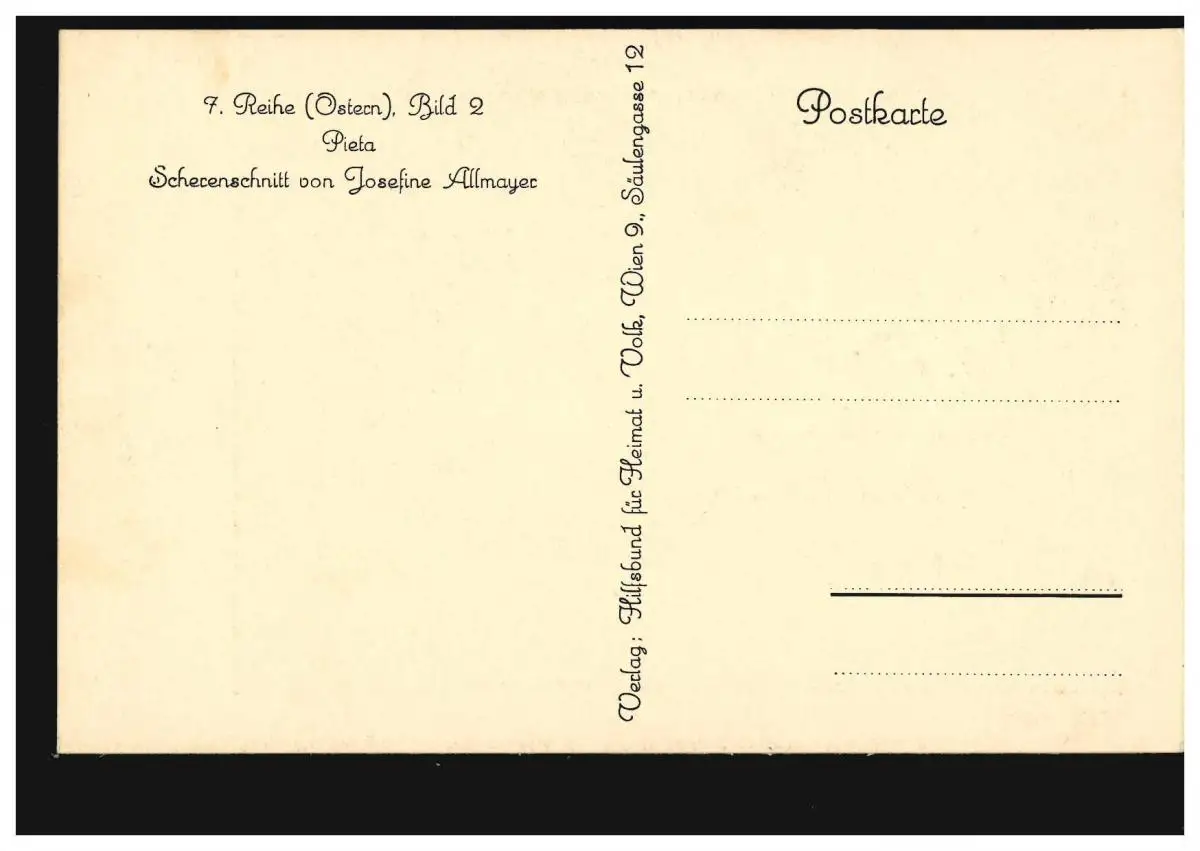 7. Reihe (Ostern), Bild 2
Pieta
Scherenschnitt von Josefine Allmayer
Verlag: Hilfsbund für Heimat u. Volk, Wien 9., Säulengasse 12
Postkarte